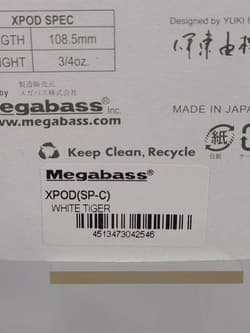 XPOD SPEC
GTH 108.5mm
IGHT 3/4oz.
Designed by YUKI
製造販売元
by メガバス株式会社
egabass® Inc.
www.megabass.com
MADE IN JAPAN
紙
Keep Clean, Recycle
Megabass®
XPOD(SP-C)
WHITE TIGER
4513473042546